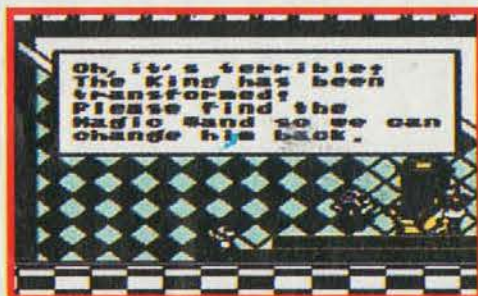 Oh, it's terrible!
The King has been
transformed!
Please find the
Magic Wand so we can
change him back.